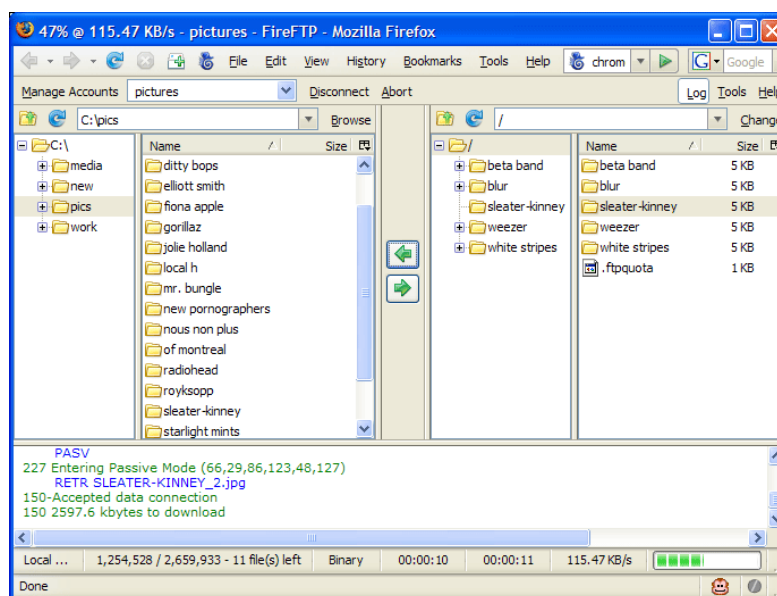 47% @ 115.47 KB/s - pictures - FireFTP - Mozilla Firefox
File Edit View History Bookmarks Tools Help chrom Google
Manage Accounts pictures Disconnect Abort Log Tools Help
C:\pics Browse / Change
C:\
media
new
pics
work
Name / Size
ditty bops
elliott smith
fiona apple
gorillaz
jolie holland
local h
mr. bungle
new pornographers
nous non plus
of montreal
radiohead
royksopp
sleater-kinney
starlight mints
/
beta band
blur
sleater-kinney
weezer
white stripes
Name / Size
beta band 5 KB
blur 5 KB
sleater-kinney 5 KB
weezer 5 KB
white stripes 5 KB
.ftpquota 1 KB
PASV
227 Entering Passive Mode (66,29,86,123,48,127)
RETR SLEATER-KINNEY_2.jpg
150-Accepted data connection
150 2597.6 kbytes to download
Local ... 1,254,528 / 2,659,933 - 11 file(s) left Binary 00:00:10 00:00:11 115.47 KB/s
Done